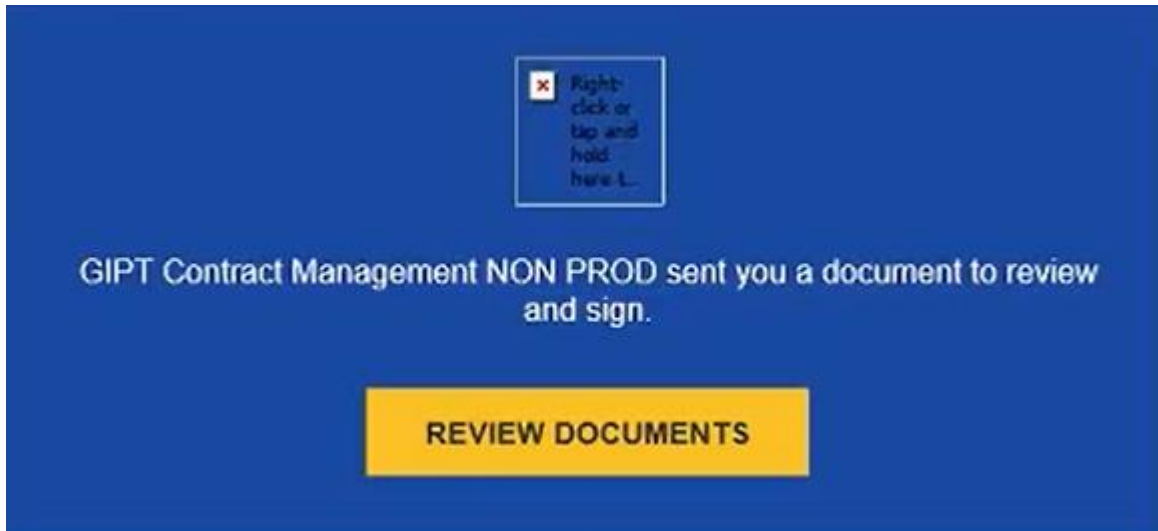 Right-
click or
tap and
hold
here t...
GIPT Contract Management NON PROD sent you a document to review
and sign.
REVIEW DOCUMENTS